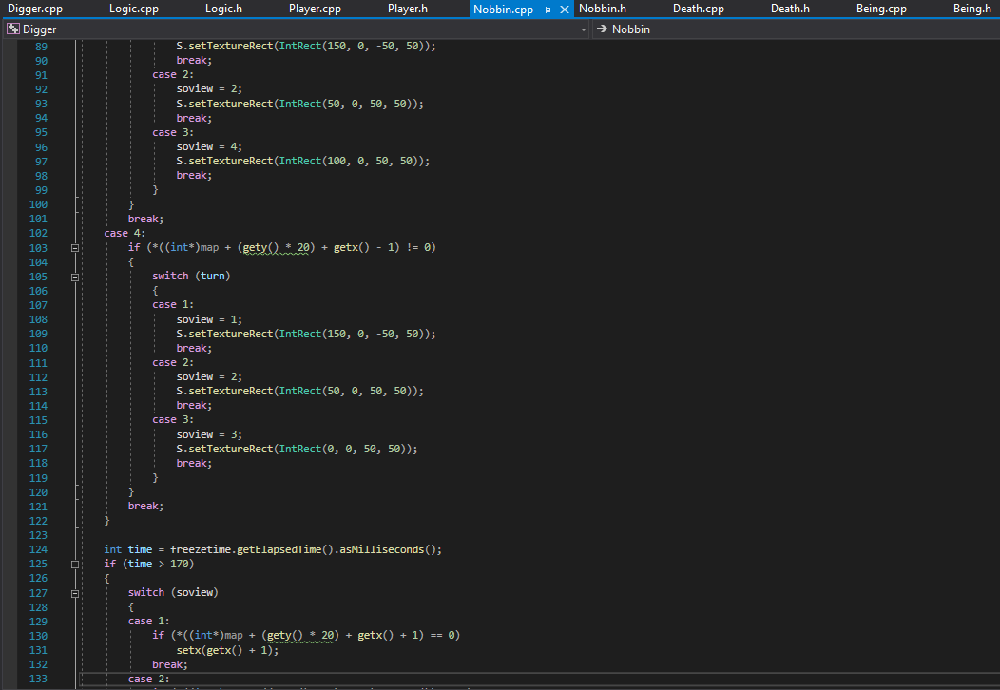 Digger.cpp Logic.cpp Logic.h Player.cpp Player.h Nobbin.cpp Nobbin.h Death.cpp Death.h Being.cpp Being.h
Digger Nobbin
89 S.setTextureRect(IntRect(150, 0, -50, 50));
90 break;
91 case 2:
92 soview = 2;
93 S.setTextureRect(IntRect(50, 0, 50, 50));
94 break;
95 case 3:
96 soview = 4;
97 S.setTextureRect(IntRect(100, 0, 50, 50));
98 break;
99 }
100 }
101 break;
102 case 4:
103 if (*((int*)map + (gety() * 20) + getx() - 1) != 0)
104 {
105 switch (turn)
106 {
107 case 1:
108 soview = 1;
109 S.setTextureRect(IntRect(150, 0, -50, 50));
110 break;
111 case 2:
112 soview = 2;
113 S.setTextureRect(IntRect(50, 0, 50, 50));
114 break;
115 case 3:
116 soview = 3;
117 S.setTextureRect(IntRect(0, 0, 50, 50));
118 break;
119 }
120 }
121 break;
122 }
123
124 int time = freezetime.getElapsedTime().asMilliseconds();
125 if (time > 170)
126 {
127 switch (soview)
128 {
129 case 1:
130 if (*((int*)map + (gety() * 20) + getx() + 1) == 0)
131 setx(getx() + 1);
132 break;
133 case 2: